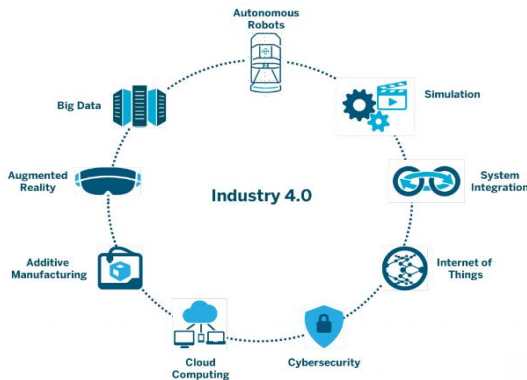 Autonomous
Robots
Simulation
System
Integration
Internet of
Things
Cybersecurity
Cloud
Computing
Additive
Manufacturing
Augmented
Reality
Big Data
Industry 4.0